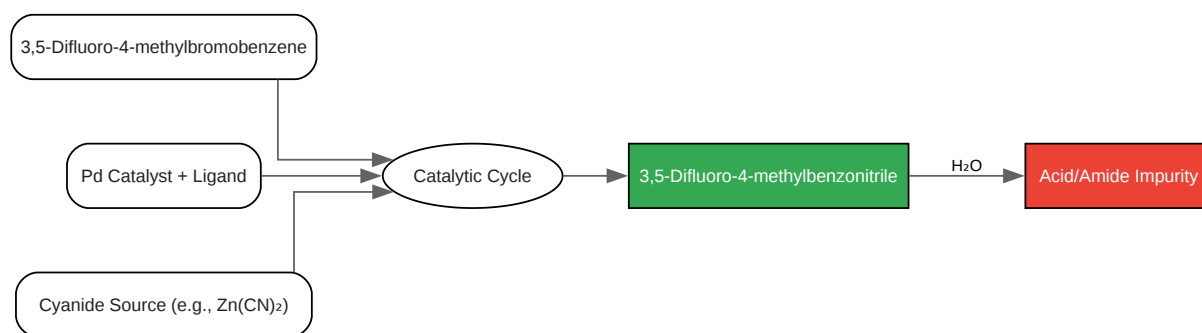 3,5-Difluoro-4-methylbromobenzene
Pd Catalyst + Ligand
Catalytic Cycle
3,5-Difluoro-4-methylbenzonitrile
H₂O
Acid/Amide Impurity
Cyanide Source (e.g., Zn(CN)₂)